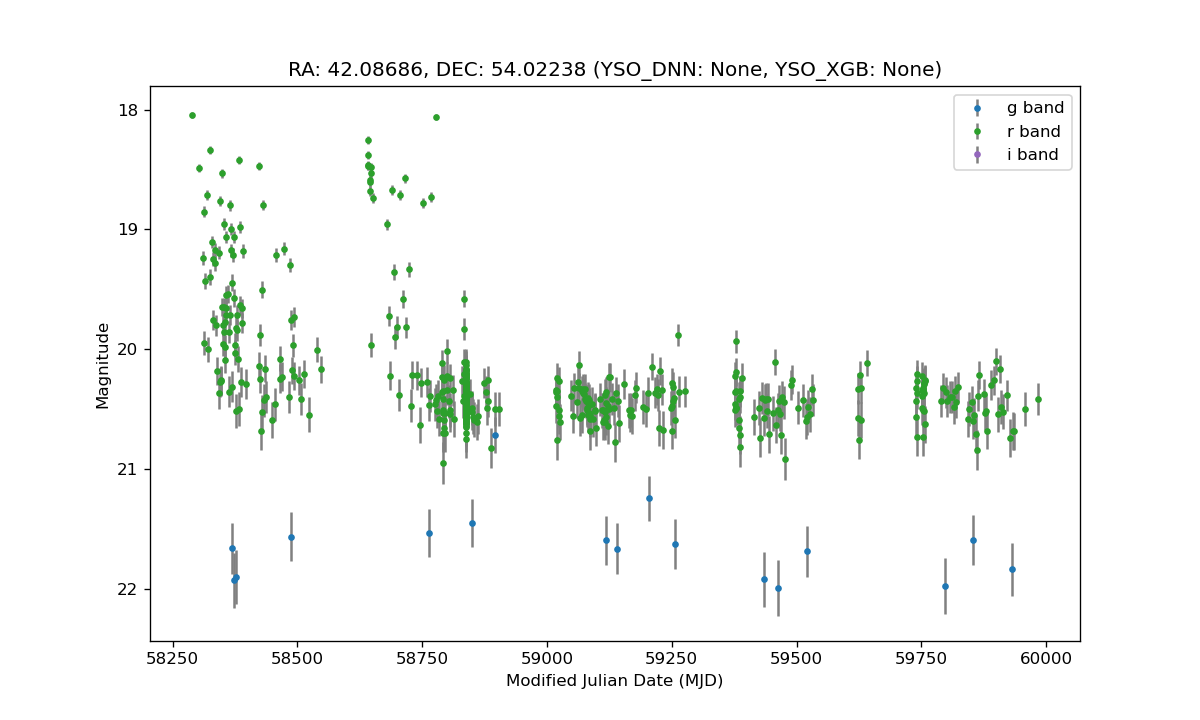 RA: 42.08686, DEC: 54.02238 (YSO_DNN: None, YSO_XGB: None)
g band
r band
i band
18
19
20
21
22
Magnitude
58250 58500 58750 59000 59250 59500 59750 60000
Modified Julian Date (MJD)